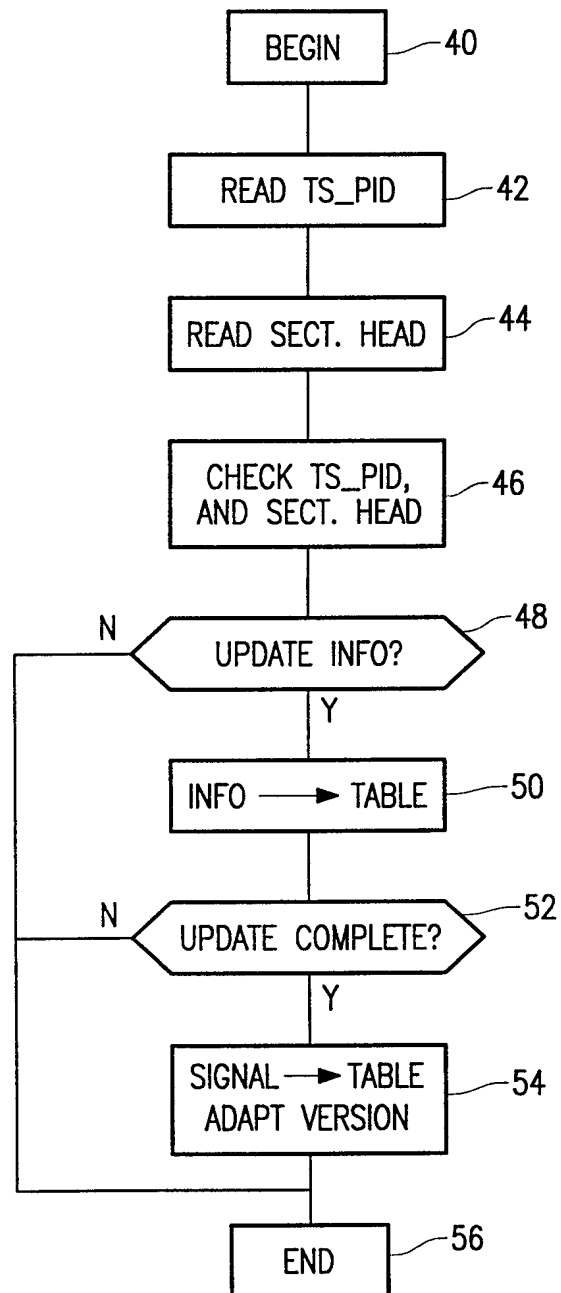 BEGIN
40
READ TS_PID
42
READ SECT. HEAD
44
CHECK TS_PID,
AND SECT. HEAD
46
N
UPDATE INFO?
48
Y
INFO → TABLE
50
N
UPDATE COMPLETE?
52
Y
SIGNAL → TABLE
ADAPT VERSION
54
END
56